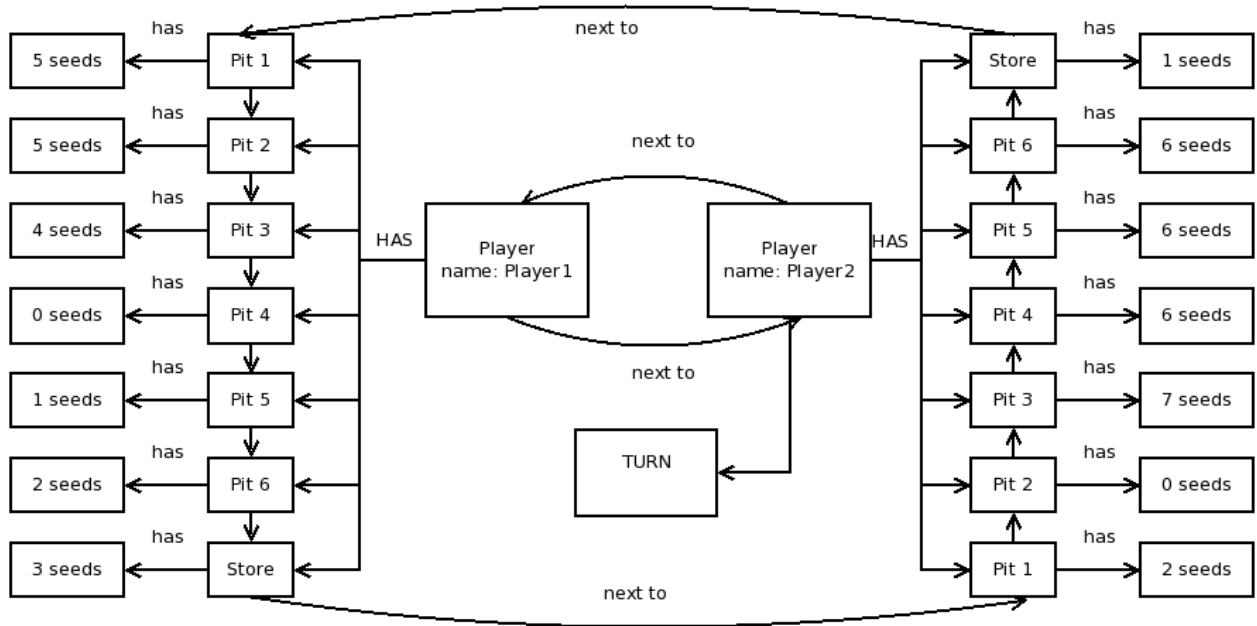 has
next to
has
5 seeds
Pit 1
Store
1 seeds
has
has
5 seeds
Pit 2
next to
Pit 6
6 seeds
has
has
4 seeds
Pit 3
HAS
Player
name: Player1
Player
name: Player2
HAS
Pit 5
6 seeds
has
has
0 seeds
Pit 4
Pit 4
6 seeds
has
next to
has
1 seeds
Pit 5
Pit 3
7 seeds
has
TURN
has
2 seeds
Pit 6
Pit 2
0 seeds
has
has
3 seeds
Store
next to
Pit 1
2 seeds